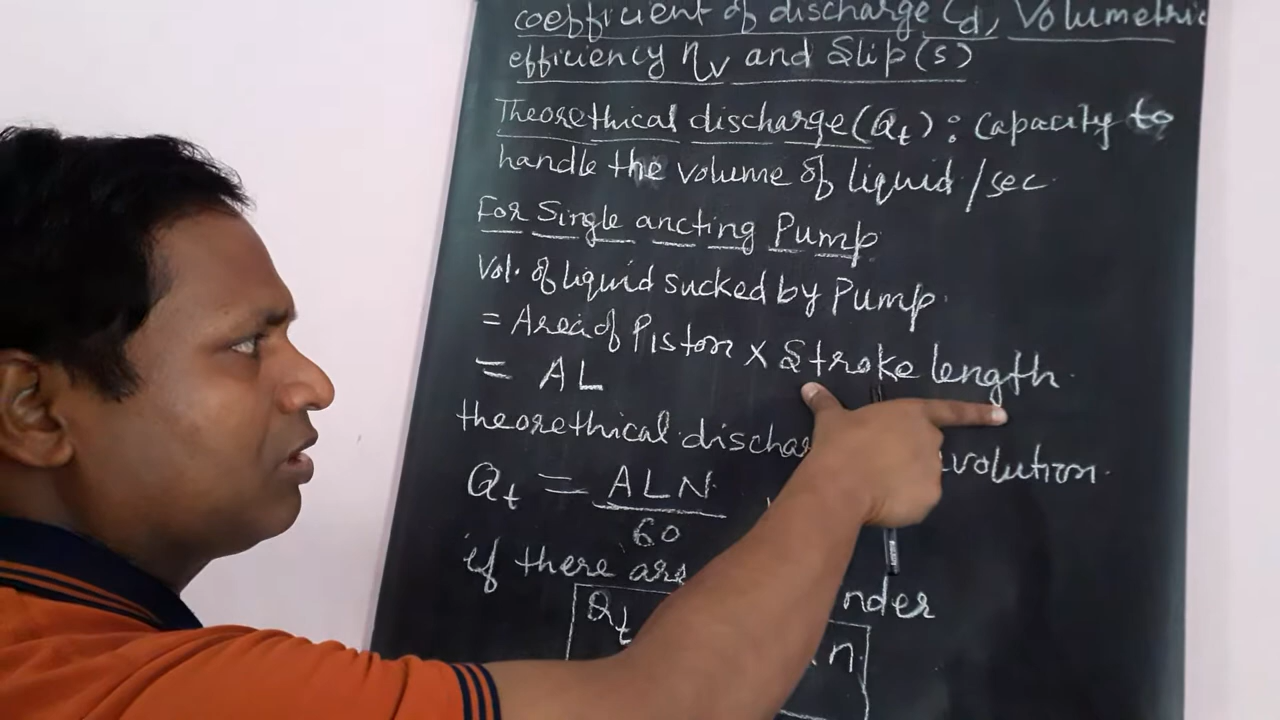 coefficient of discharge Cd, Volumetric
efficiency ηv and Slip(s)
Theorethical discharge(Qt) : capacity to
handle the volume of liquid /sec
For Single ancting Pump
Vol. of liquid sucked by Pump.
= Area of Piston × Stroke length
= AL
theorethical dischar volution.
Qt = ALN
60
if there are nder
Qt n